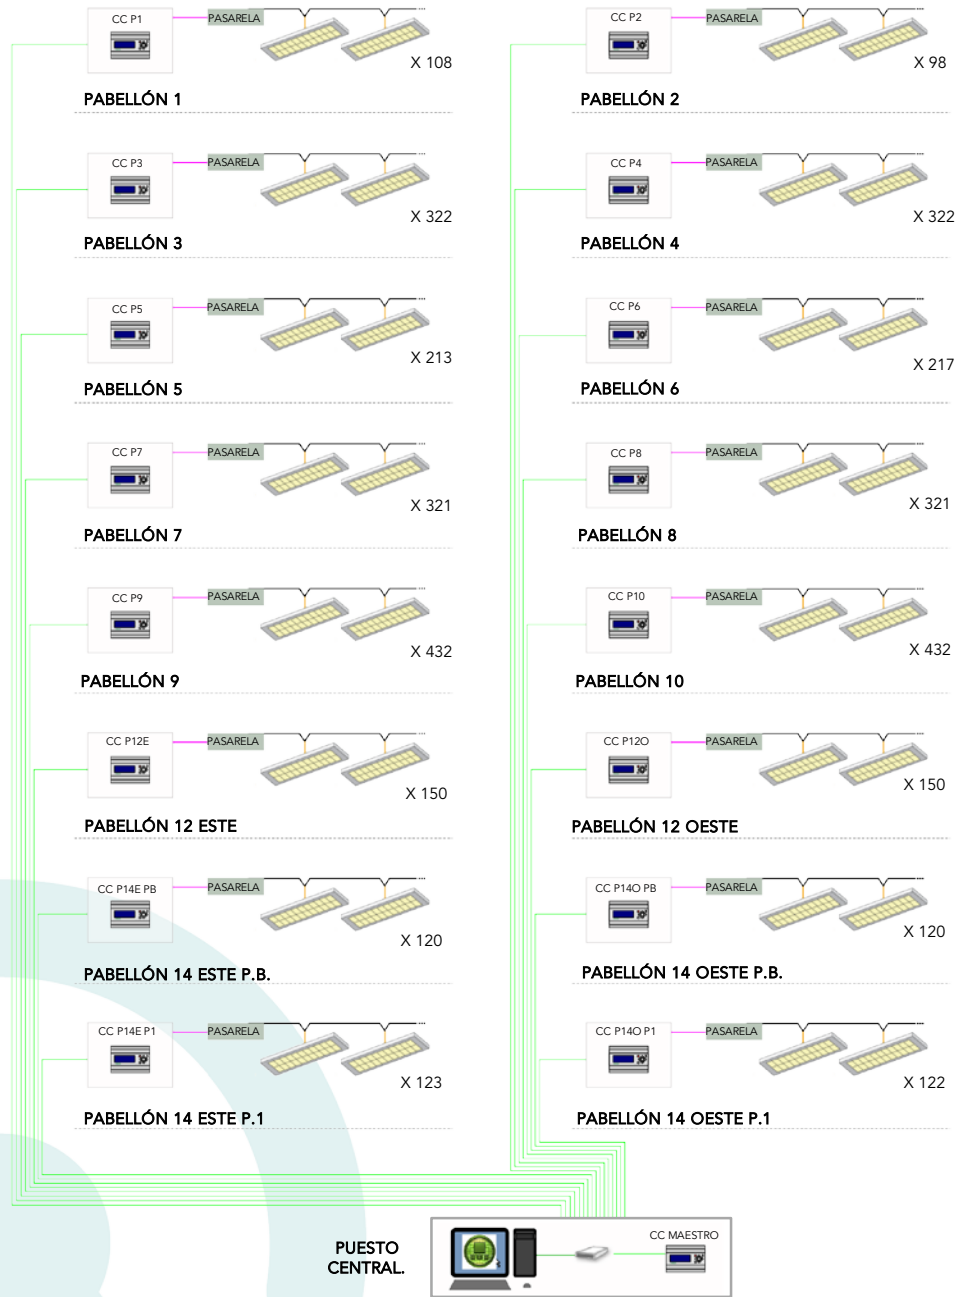 CC P1
PASARELA
X 108
PABELLÓN 1
CC P2
PASARELA
X 98
PABELLÓN 2
CC P3
PASARELA
X 322
PABELLÓN 3
CC P4
PASARELA
X 322
PABELLÓN 4
CC P5
PASARELA
X 213
PABELLÓN 5
CC P6
PASARELA
X 217
PABELLÓN 6
CC P7
PASARELA
X 321
PABELLÓN 7
CC P8
PASARELA
X 321
PABELLÓN 8
CC P9
PASARELA
X 432
PABELLÓN 9
CC P10
PASARELA
X 432
PABELLÓN 10
CC P12E
PASARELA
X 150
PABELLÓN 12 ESTE
CC P12O
PASARELA
X 150
PABELLÓN 12 OESTE
CC P14E PB
PASARELA
X 120
PABELLÓN 14 ESTE P.B.
CC P14O PB
PASARELA
X 120
PABELLÓN 14 OESTE P.B.
CC P14E P1
PASARELA
X 123
PABELLÓN 14 ESTE P.1
CC P14O P1
PASARELA
X 122
PABELLÓN 14 OESTE P.1
PUESTO
CENTRAL.
CC MAESTRO